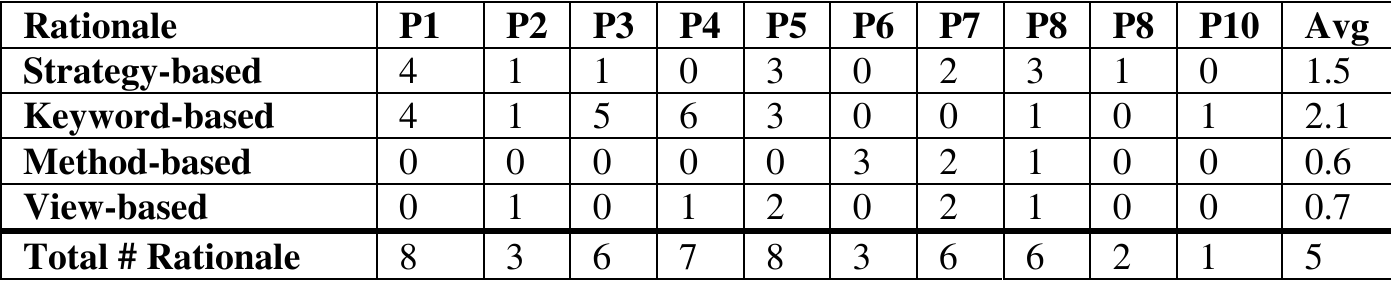 Rationale P1 P2 P3 P4 P5 P6 P7 P8 P8 P10 Avg
Strategy-based 4 1 1 0 3 0 2 3 1 0 1.5
Keyword-based 4 1 5 6 3 0 0 1 0 1 2.1
Method-based 0 0 0 0 0 3 2 1 0 0 0.6
View-based 0 1 0 1 2 0 2 1 0 0 0.7
Total # Rationale 8 3 6 7 8 3 6 6 2 1 5